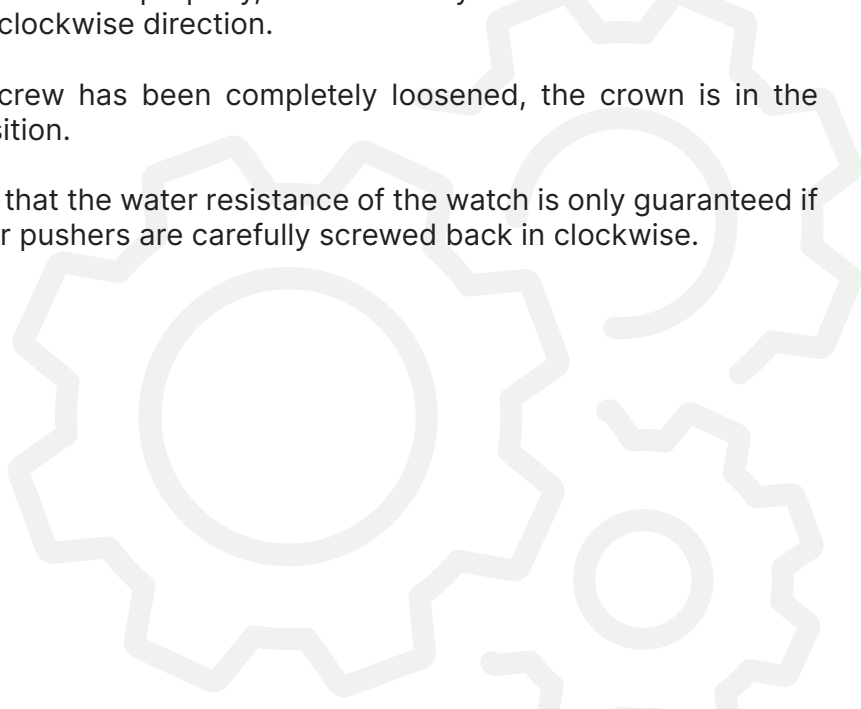 clockwise direction.
crew has been completely loosened, the crown is in the
sition.
that the water resistance of the watch is only guaranteed if
r pushers are carefully screwed back in clockwise.